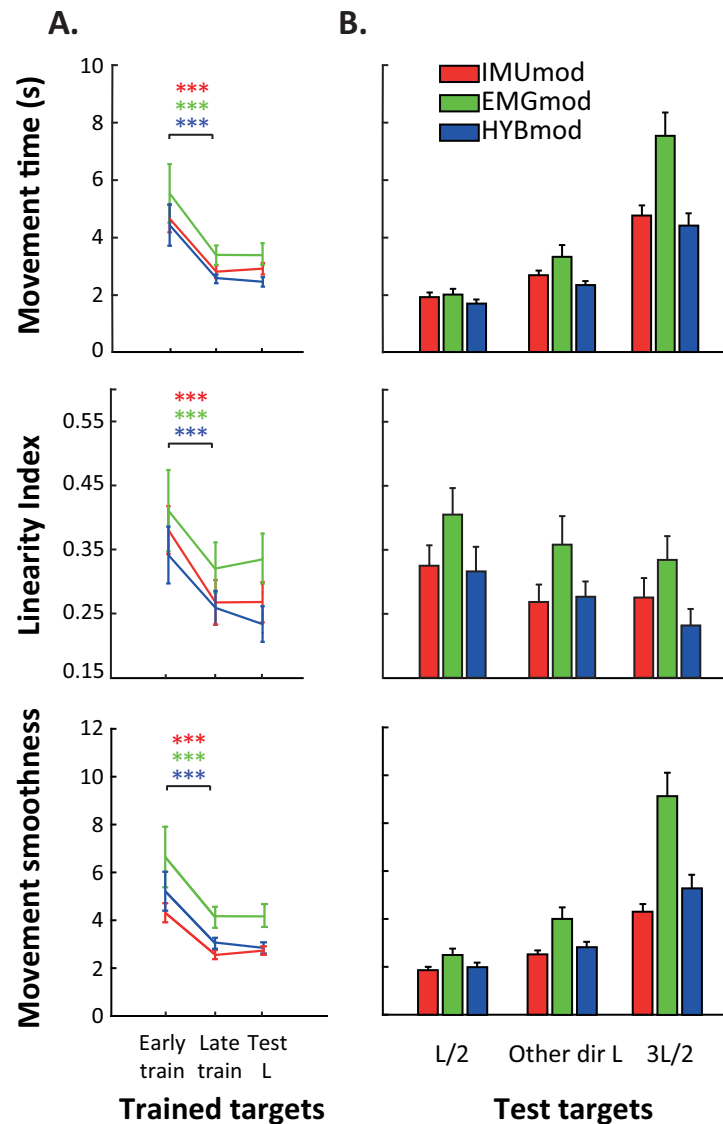 A.
B.
Movement time (s)
10
8
6
4
2
0
***
***
***
IMUmod
EMGmod
HYBmod
Linearity Index
0.55
0.45
0.35
0.25
0.15
***
***
***
Movement smoothness
12
10
8
6
4
2
0
***
***
***
Early
train
Late
train
Test
L
Trained targets
L/2
Other dir L
3L/2
Test targets